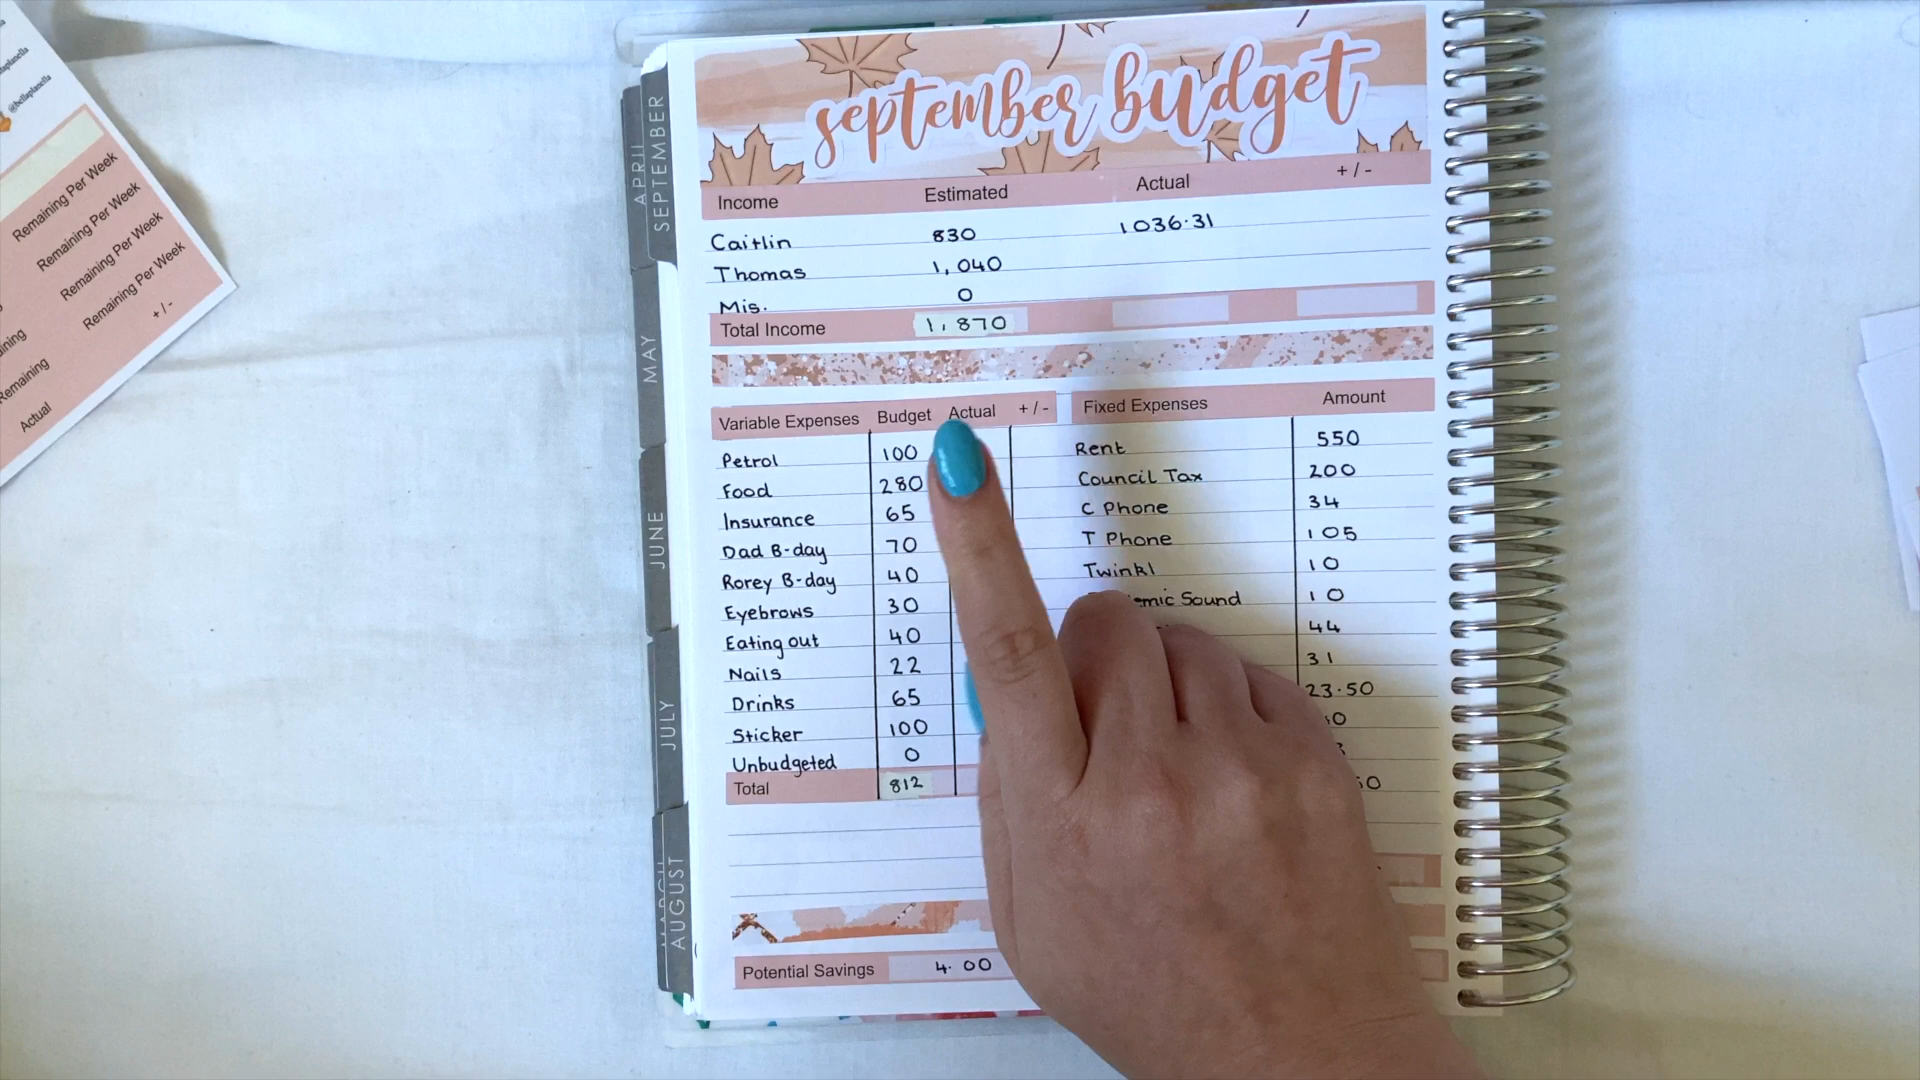 @bellaplanella
Remaining Per Week
Remaining Per Week
Remaining Per Week
Remaining Per Week
+ / -
Remaining
Actual
APRIL
SEPTEMBER
MAY
JUNE
JULY
AUGUST
september budget
Income Estimated Actual + / -
Caitlin 830 1036.31
Thomas 1,040
Mis. 0
Total Income 1,870
Variable Expenses Budget Actual + / -
Petrol 100
Food 280
Insurance 65
Dad B-day 70
Rorey B-day 40
Eyebrows 30
Eating out 40
Nails 22
Drinks 65
Sticker 100
Unbudgeted 0
Total 812
Fixed Expenses Amount
Rent 550
Council Tax 200
C Phone 34
T Phone 105
Twinkl 10
Sound 10
44
31
23.50
Potential Savings 4.00